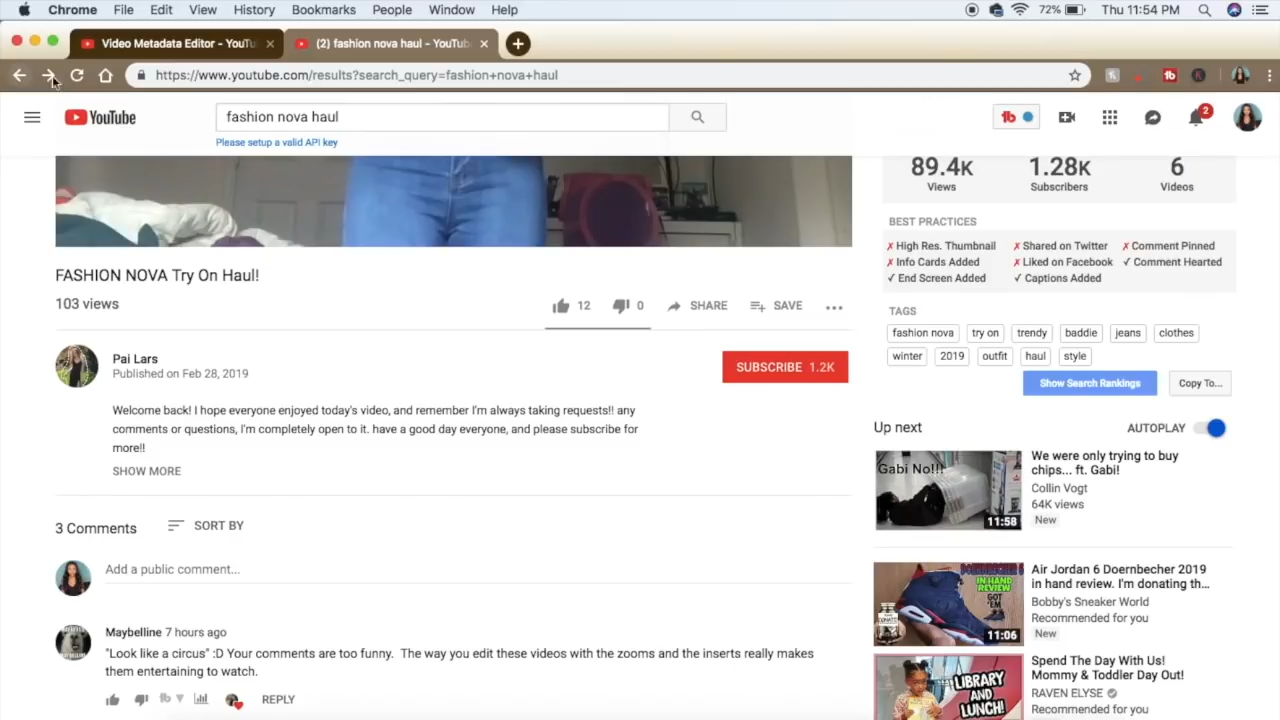 Chrome File Edit View History Bookmarks People Window Help 72% Thu 11:54 PM
Video Metadata Editor - YouTu (2) fashion nova haul - YouTub
https://www.youtube.com/results?search_query=fashion+nova+haul
YouTube fashion nova haul tb 2
Please setup a valid API key
89.4K 1.28K 6
Views Subscribers Videos
BEST PRACTICES
✗ High Res. Thumbnail ✗ Shared on Twitter ✗ Comment Pinned
✗ Info Cards Added ✗ Liked on Facebook ✓ Comment Hearted
✓ End Screen Added ✓ Captions Added
FASHION NOVA Try On Haul!
103 views
12 0 SHARE SAVE
TAGS
fashion nova try on trendy baddie jeans clothes
winter 2019 outfit haul style
Show Search Rankings Copy To...
Pai Lars
Published on Feb 28, 2019
SUBSCRIBE 1.2K
Welcome back! I hope everyone enjoyed today's video, and remember I'm always taking requests!! any
comments or questions, I'm completely open to it. have a good day everyone, and please subscribe for
more!!
SHOW MORE
3 Comments SORT BY
Add a public comment...
Maybelline 7 hours ago
"Look like a circus" :D Your comments are too funny. The way you edit these videos with the zooms and the inserts really makes
them entertaining to watch.
tb REPLY
Up next AUTOPLAY
Gabi No!!!
11:58
We were only trying to buy
chips... ft. Gabi!
Collin Vogt
64K views
New
IN HAND
REVIEW
GOT
'EM
11:06
Air Jordan 6 Doernbecher 2019
in hand review. I'm donating th...
Bobby's Sneaker World
Recommended for you
New
LIBRARY
AND
LUNCH!
Spend The Day With Us!
Mommy & Toddler Day Out!
RAVEN ELYSE
Recommended for you